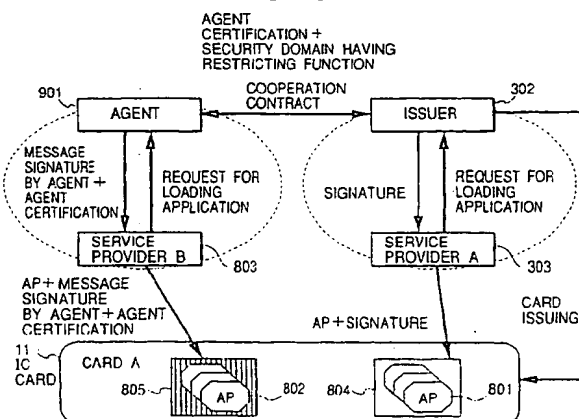 AGENT
CERTIFICATION+
SECURITY DOMAIN HAVING
RESTRICTING FUNCTION
901
302
COOPERATION
CONTRACT
AGENT
ISSUER
MESSAGE
SIGNATURE
BY AGENT+
AGENT
CERTIFICATION
REQUEST FOR
LOADING
APPLICATION
SIGNATURE
REQUEST FOR
LOADING
APPLICATION
SERVICE
PROVIDER B
803
SERVICE
PROVIDER A
303
AP+MESSAGE
SIGNATURE
BY AGENT+AGENT
CERTIFICATION
AP+SIGNATURE
CARD
ISSUING
11
IC
CARD
CARD A
805
AP
802
804
AP
801